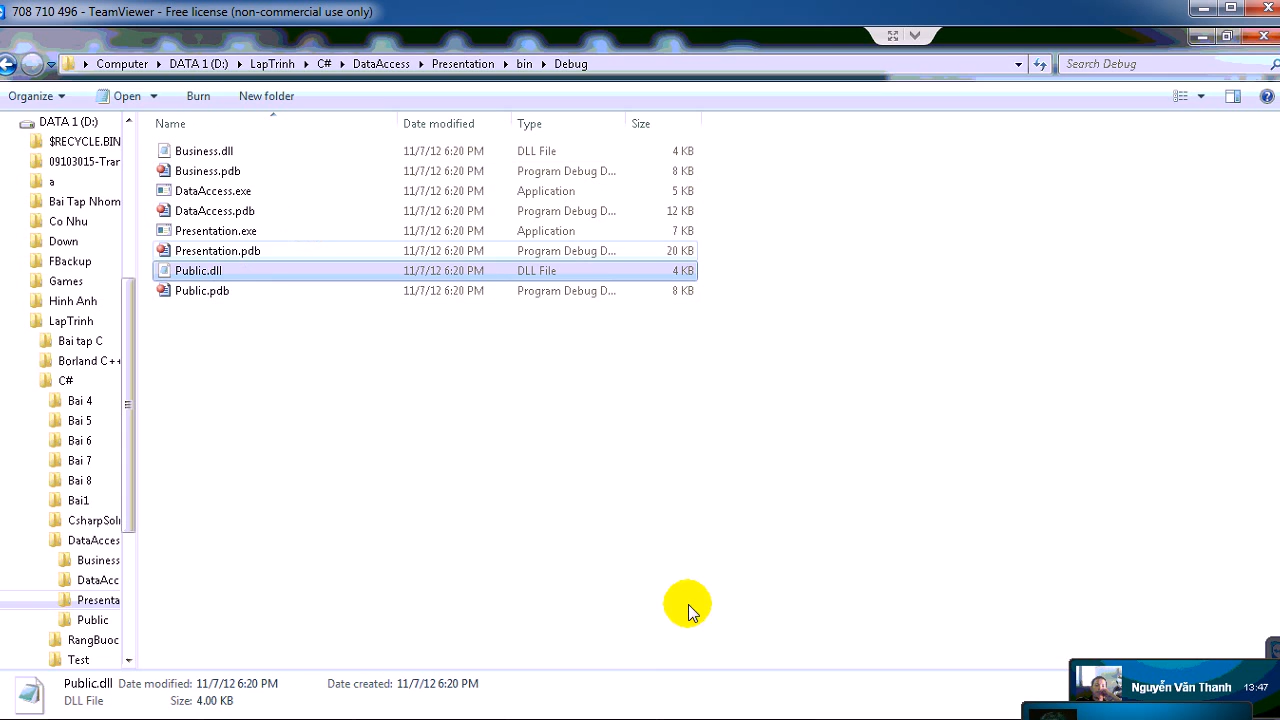 708 710 496 - TeamViewer - Free license (non-commercial use only)
Computer DATA 1 (D:) LapTrinh C# DataAccess Presentation bin Debug
Search Debug
Organize Open Burn New folder
DATA 1 (D:)
$RECYCLE.BIN
09103015-Tran
a
Bai Tap Nhom
Co Nhu
Down
FBackup
Games
Hinh Anh
LapTrinh
Bai tap C
Borland C++
C#
Bai 4
Bai 5
Bai 6
Bai 7
Bai 8
Bai1
CsharpSolu
DataAcces
Business
DataAcc
Presenta
Public
RangBuoc
Test
Name Date modified Type Size
Business.dll 11/7/12 6:20 PM DLL File 4 KB
Business.pdb 11/7/12 6:20 PM Program Debug D... 8 KB
DataAccess.exe 11/7/12 6:20 PM Application 5 KB
DataAccess.pdb 11/7/12 6:20 PM Program Debug D... 12 KB
Presentation.exe 11/7/12 6:20 PM Application 7 KB
Presentation.pdb 11/7/12 6:20 PM Program Debug D... 20 KB
Public.dll 11/7/12 6:20 PM DLL File 4 KB
Public.pdb 11/7/12 6:20 PM Program Debug D... 8 KB
Public.dll Date modified: 11/7/12 6:20 PM Date created: 11/7/12 6:20 PM
DLL File Size: 4.00 KB
Nguyễn Văn Thanh 13:47